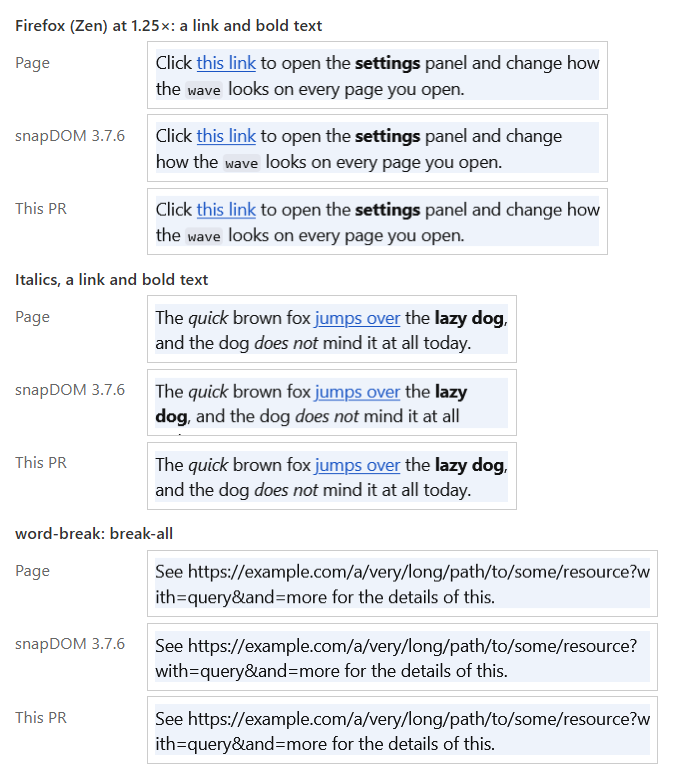 Firefox (Zen) at 1.25×: a link and bold text
Page
Click this link to open the settings panel and change how
the wave looks on every page you open.
snapDOM 3.7.6
Click this link to open the settings panel and change
how the wave looks on every page you open.
This PR
Click this link to open the settings panel and change how
the wave looks on every page you open.
Italics, a link and bold text
Page
The quick brown fox jumps over the lazy dog,
and the dog does not mind it at all today.
snapDOM 3.7.6
The quick brown fox jumps over the lazy
dog, and the dog does not mind it at all
This PR
The quick brown fox jumps over the lazy dog,
and the dog does not mind it at all today.
word-break: break-all
Page
See https://example.com/a/very/long/path/to/some/resource?w
ith=query&and=more for the details of this.
snapDOM 3.7.6
See https://example.com/a/very/long/path/to/some/resource?
with=query&and=more for the details of this.
This PR
See https://example.com/a/very/long/path/to/some/resource?w
ith=query&and=more for the details of this.